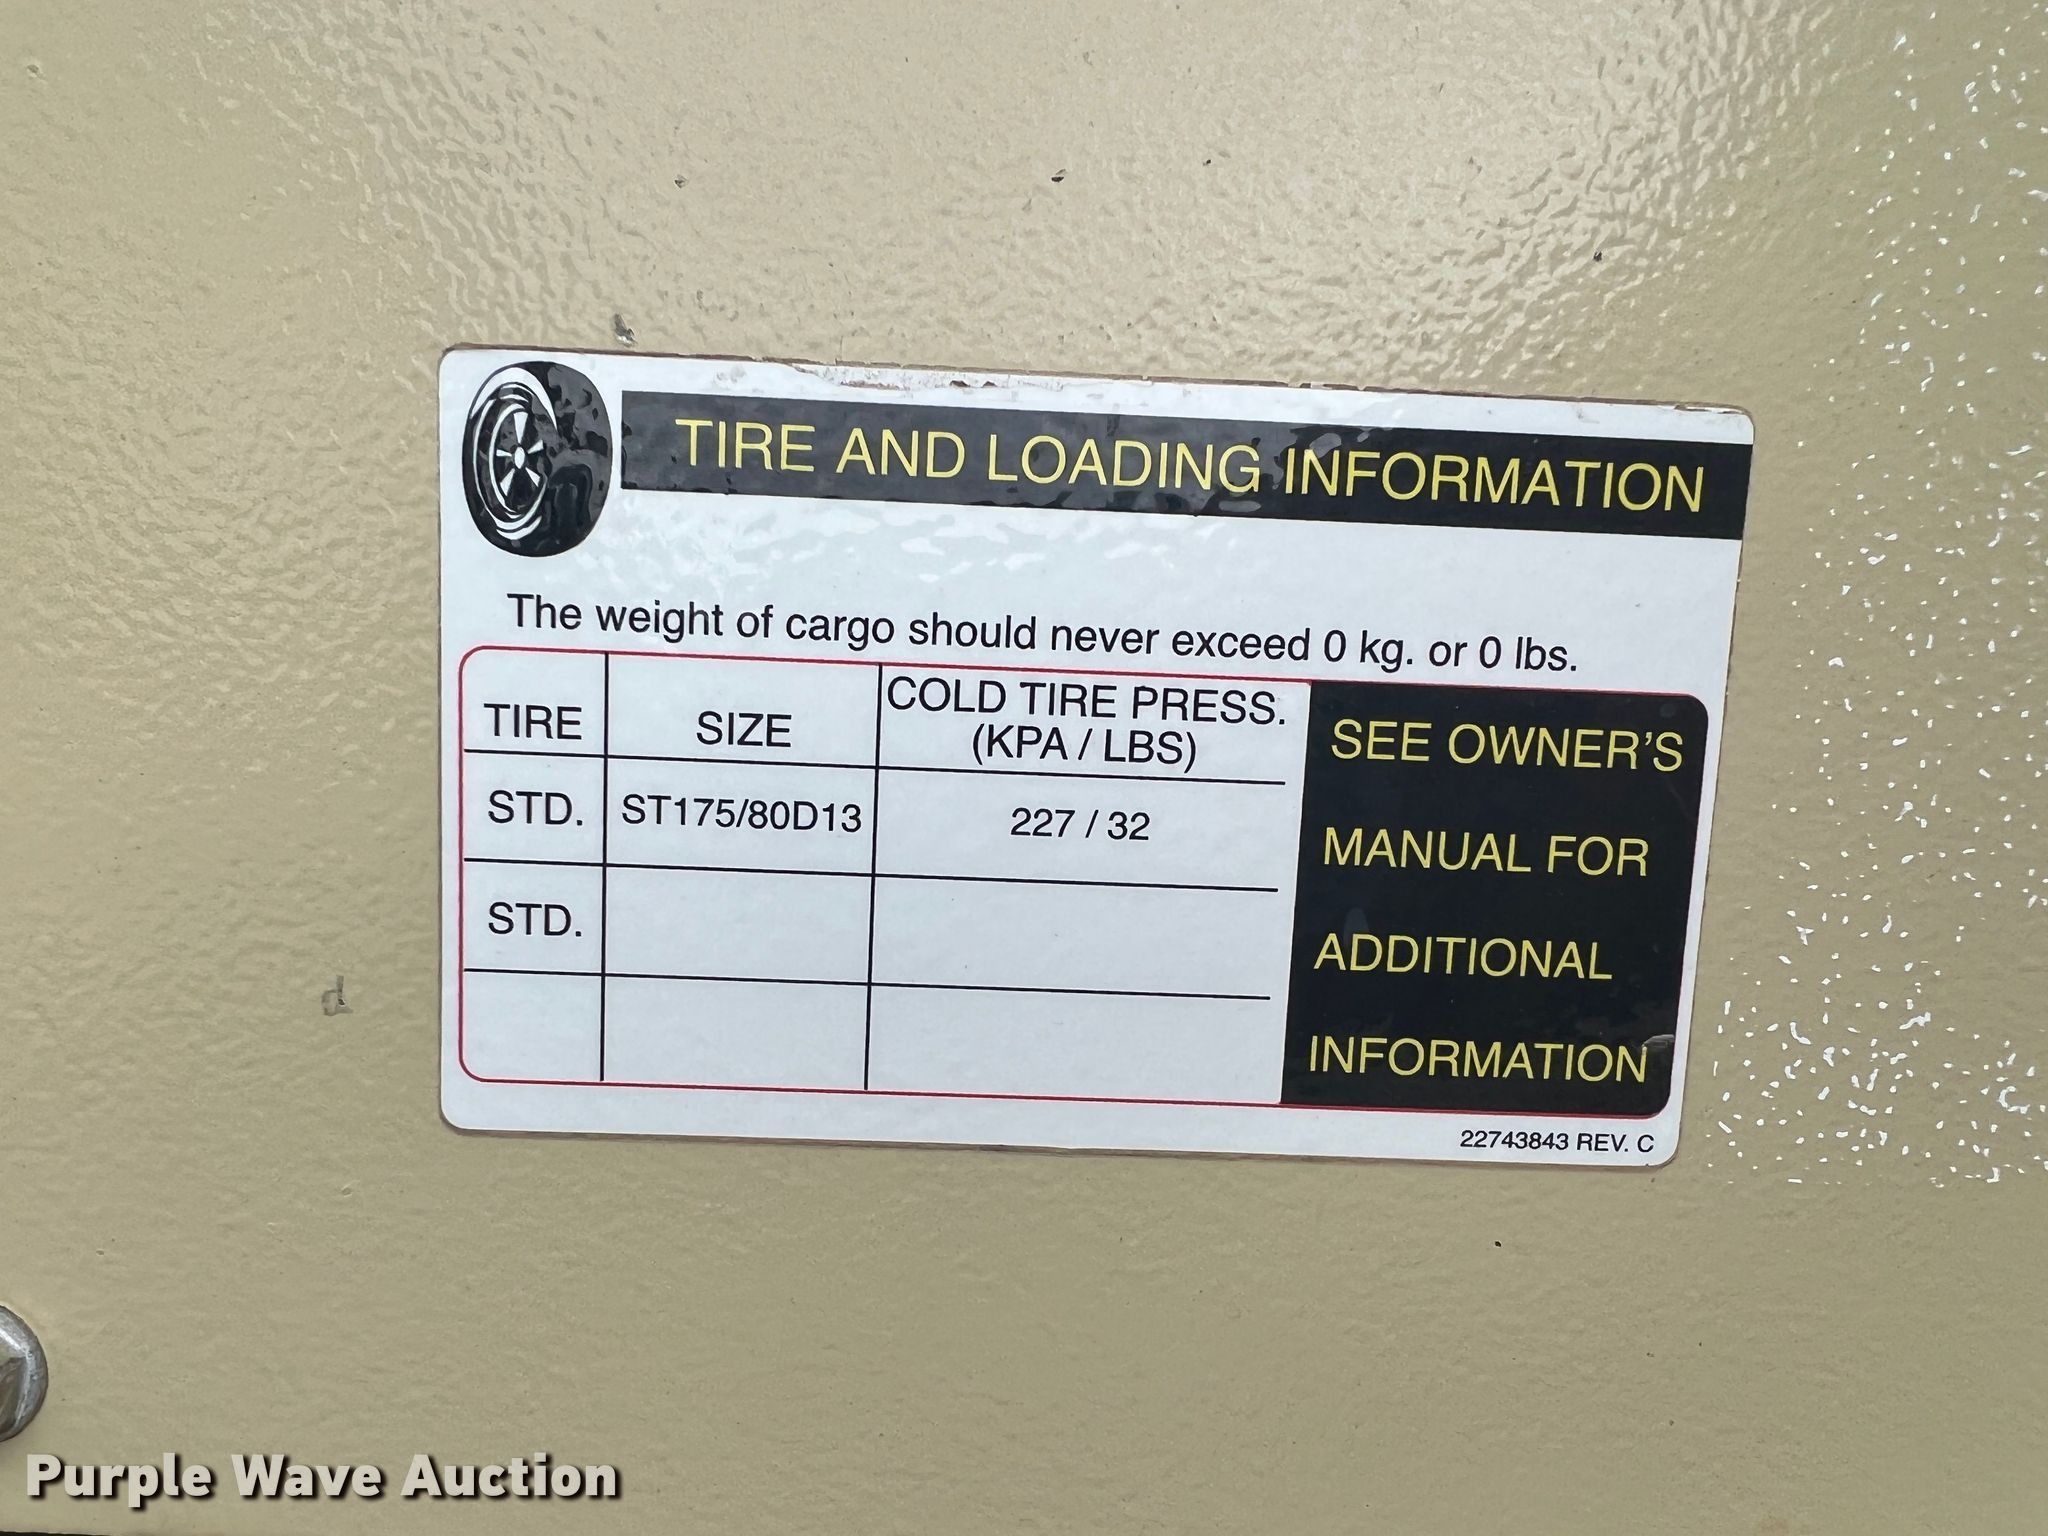 TIRE AND LOADING INFORMATION
The weight of cargo should never exceed 0 kg. or 0 lbs.
TIRE SIZE COLD TIRE PRESS. (KPA / LBS)
STD. ST175/80D13 227 / 32
STD.
SEE OWNER'S
MANUAL FOR
ADDITIONAL
INFORMATION
22743843 REV. C
Purple Wave Auction